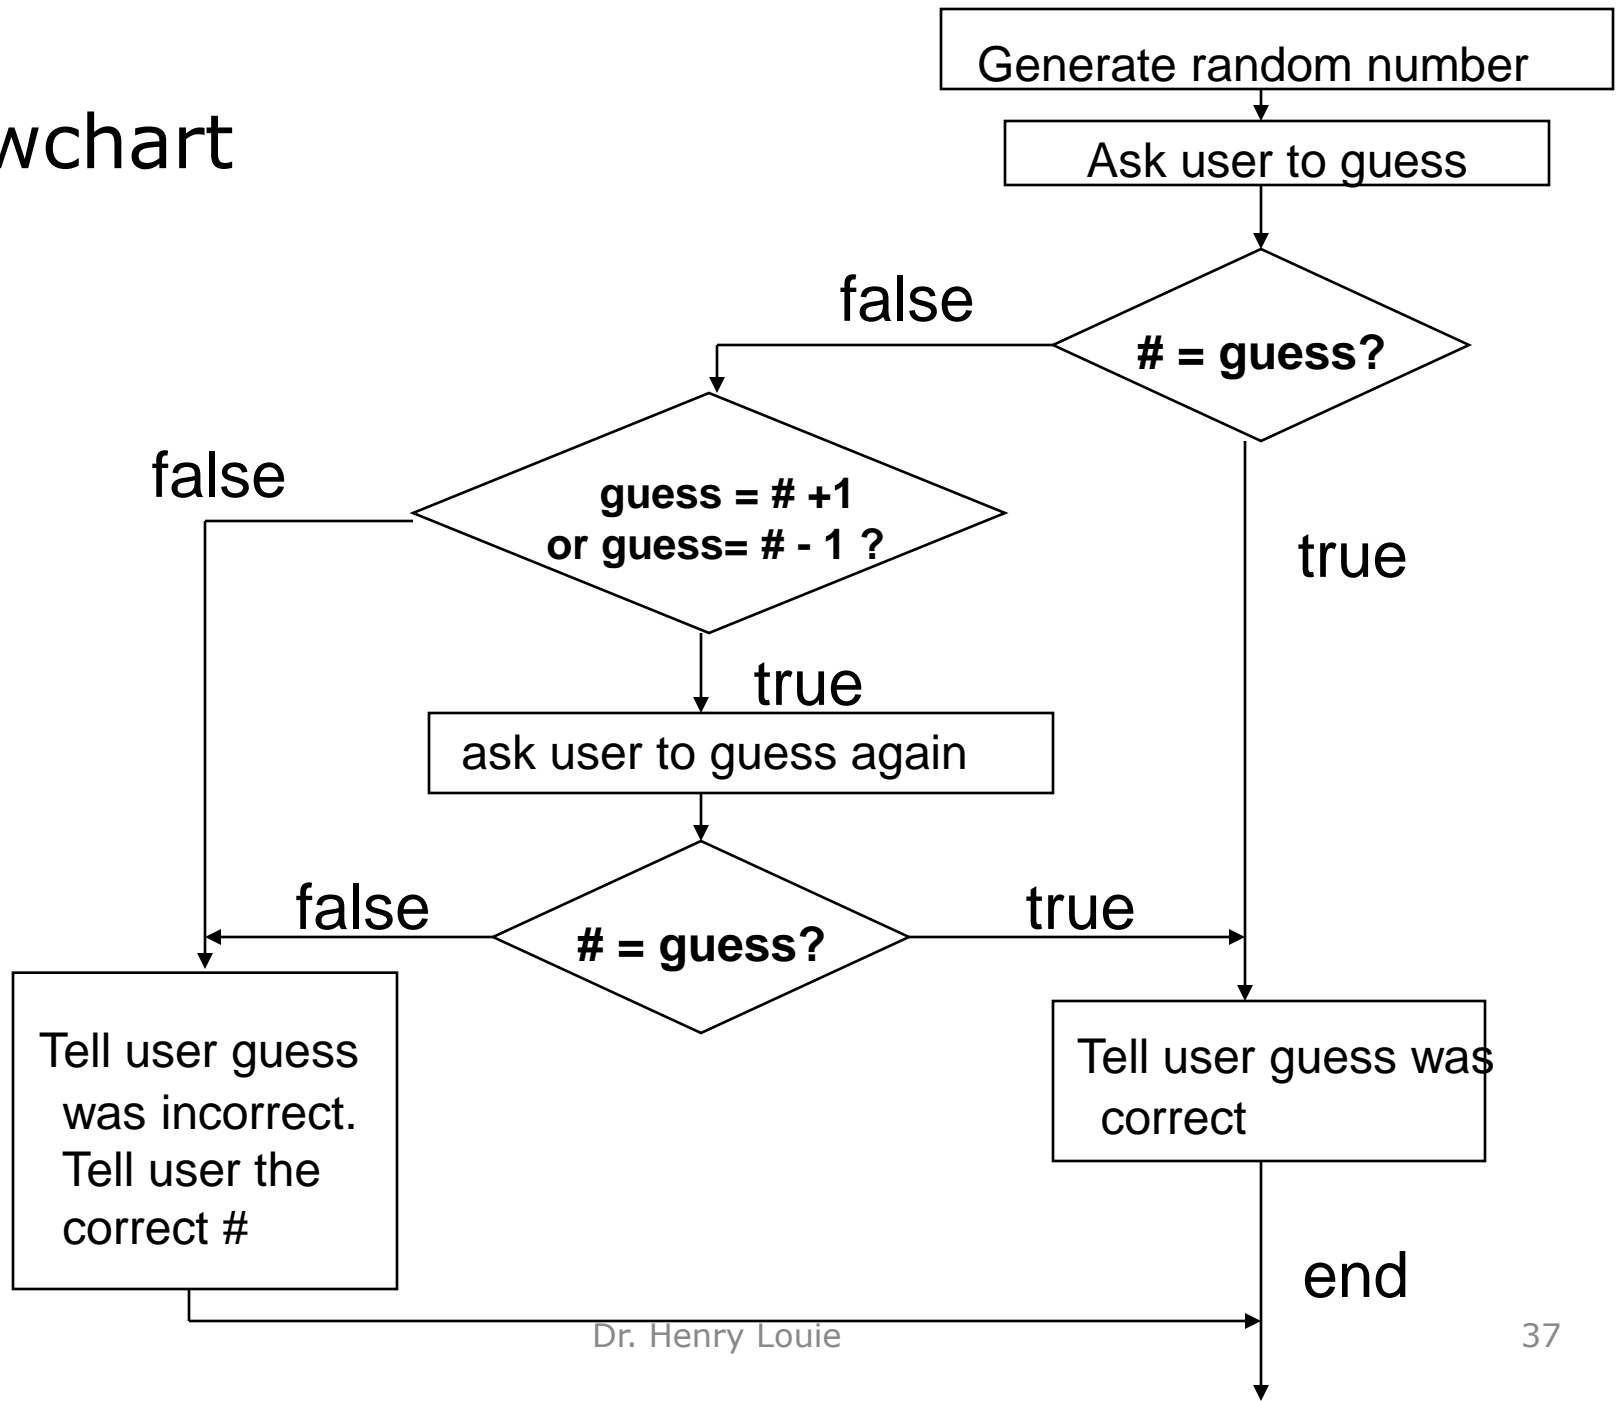 wchart
Generate random number
Ask user to guess
false
# = guess?
false
guess = # +1
or guess= # - 1 ?
true
true
ask user to guess again
false
# = guess?
true
Tell user guess
was incorrect.
Tell user the
correct #
Tell user guess was
correct
end
Dr. Henry Louie
37